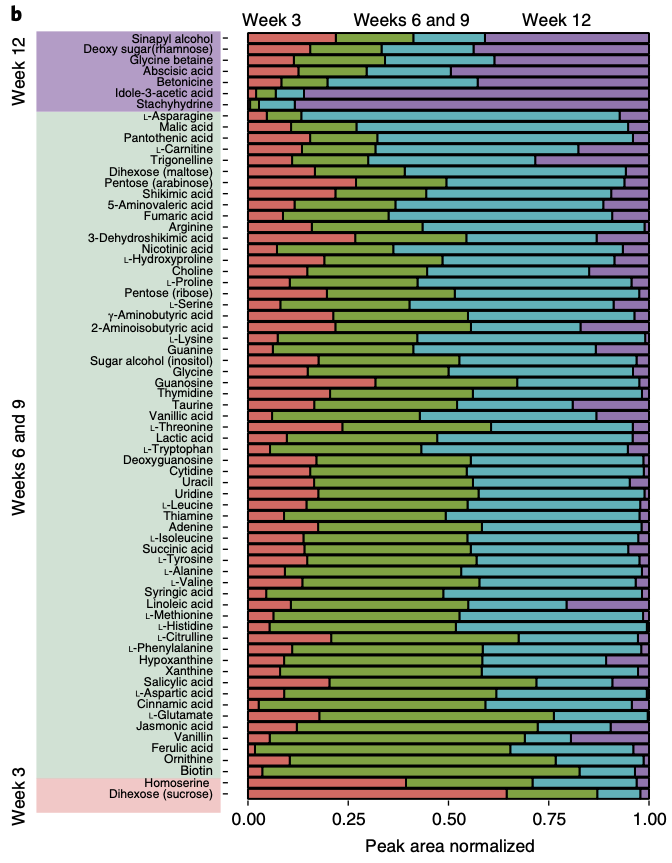 b
Week 3 Weeks 6 and 9 Week 12
Week 12
Sinapyl alcohol
Deoxy sugar(rhamnose)
Glycine betaine
Abscisic acid
Betonicine
Idole-3-acetic acid
Stachyhydrine
Weeks 6 and 9
L-Asparagine
Malic acid
Pantothenic acid
L-Carnitine
Trigonelline
Dihexose (maltose)
Pentose (arabinose)
Shikimic acid
5-Aminovaleric acid
Fumaric acid
Arginine
3-Dehydroshikimic acid
Nicotinic acid
L-Hydroxyproline
Choline
L-Proline
Pentose (ribose)
L-Serine
γ-Aminobutyric acid
2-Aminoisobutyric acid
L-Lysine
Guanine
Sugar alcohol (inositol)
Glycine
Guanosine
Thymidine
Taurine
Vanillic acid
L-Threonine
Lactic acid
L-Tryptophan
Deoxyguanosine
Cytidine
Uracil
Uridine
L-Leucine
Thiamine
Adenine
L-Isoleucine
Succinic acid
L-Tyrosine
L-Alanine
L-Valine
Syringic acid
Linoleic acid
L-Methionine
L-Histidine
L-Citrulline
L-Phenylalanine
Hypoxanthine
Xanthine
Salicylic acid
L-Aspartic acid
Cinnamic acid
L-Glutamate
Jasmonic acid
Vanillin
Ferulic acid
Ornithine
Biotin
Week 3
Homoserine
Dihexose (sucrose)
0.00 0.25 0.50 0.75 1.00
Peak area normalized